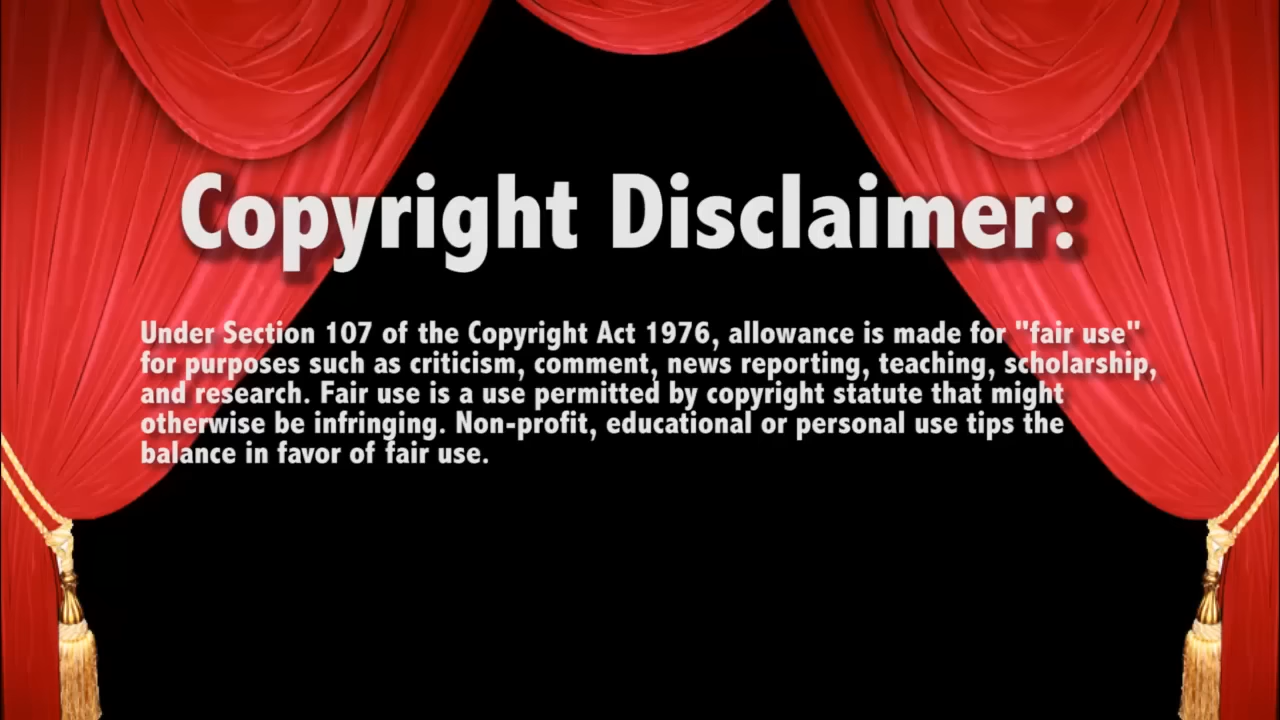 Copyright Disclaimer:
Under Section 107 of the Copyright Act 1976, allowance is made for "fair use"
for purposes such as criticism, comment, news reporting, teaching, scholarship,
and research. Fair use is a use permitted by copyright statute that might
otherwise be infringing. Non-profit, educational or personal use tips the
balance in favor of fair use.